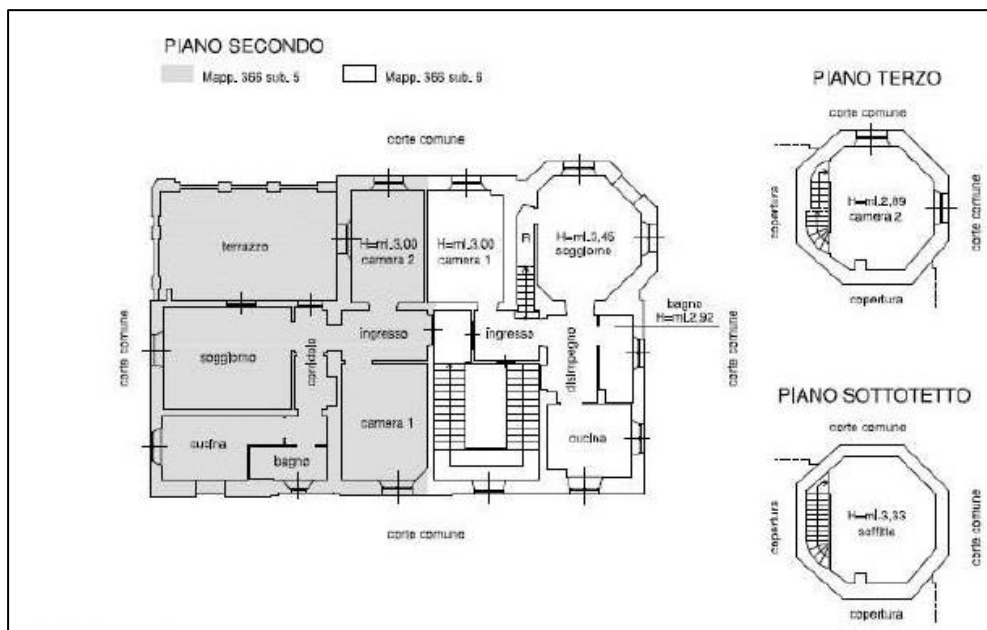 PIANO SECONDO
Mapp. 366 sub. 5
Mapp. 366 sub. 6
corte comune
terrazzo
H=ml.3,00
camera 2
H=ml.3,00
camera 1
R
H=ml.3,45
soggiorno
bagno
H=ml.2,92
corte comune
soggiorno
corridoio
ingresso
ingresso
disimpegno
corte comune
cucina
bagno
camera 1
cucina
corte comune
PIANO TERZO
corte comune
copertura
H=ml.2,89
camera 2
corte comune
copertura
PIANO SOTTOTETTO
corte comune
copertura
H=ml.3,33
soffitta
corte comune
copertura